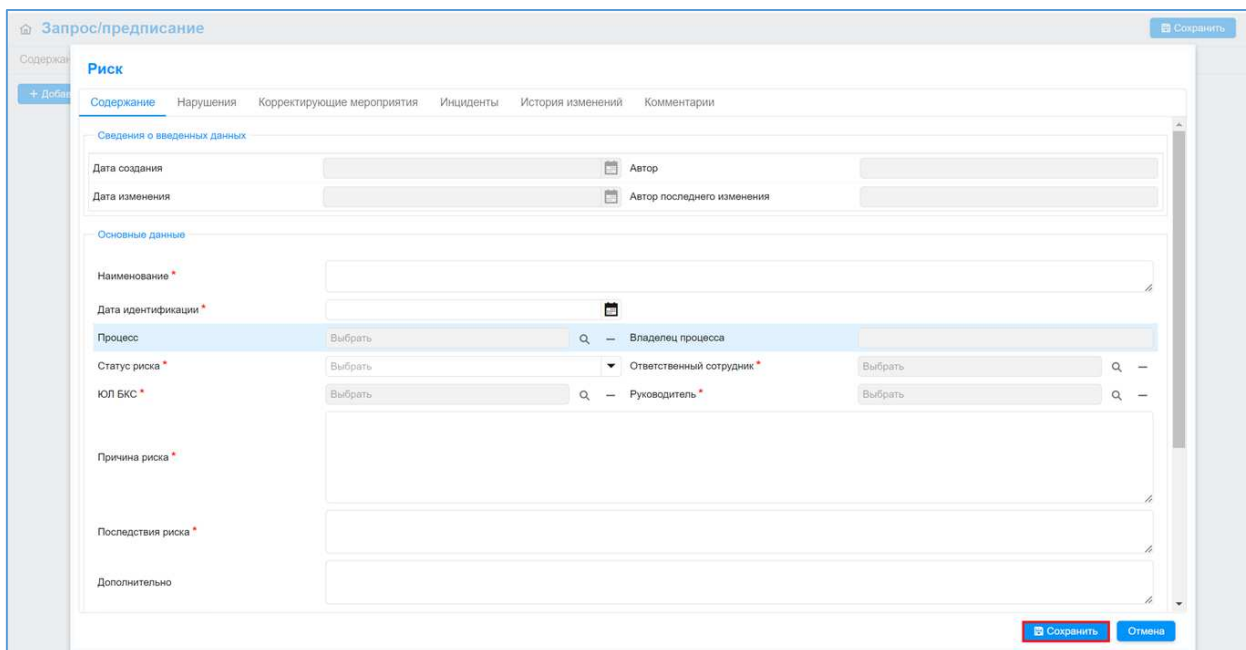 Запрос/предписание
Сохранить
Риск
Содержание Нарушения Корректирующие мероприятия Инциденты История изменений Комментарии
Сведения о введенных данных
Дата создания Автор
Дата изменения Автор последнего изменения
Основные данные
Наименование *
Дата идентификации *
Процесс Выбрать Владелец процесса
Статус риска * Выбрать Ответственный сотрудник * Выбрать
ЮЛ БКС * Выбрать Руководитель * Выбрать
Причина риска *
Последствия риска *
Дополнительно
Сохранить Отмена